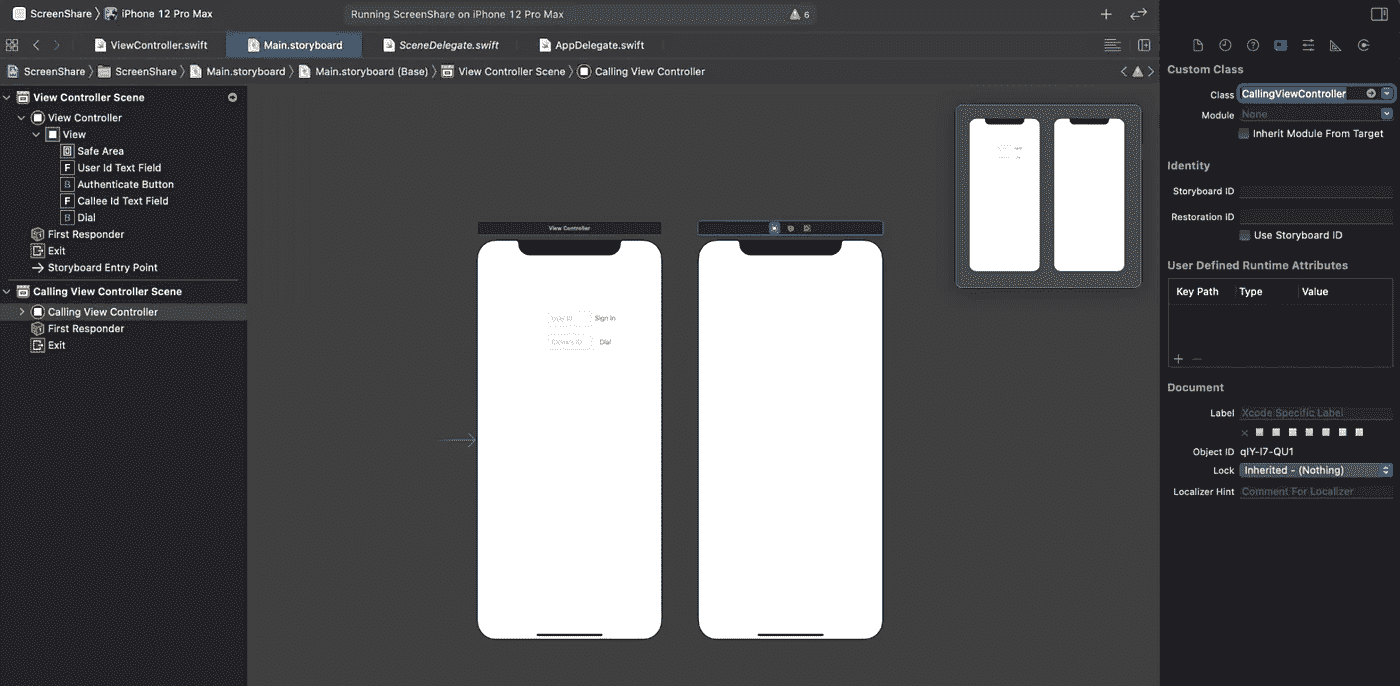 ScreenShare iPhone 12 Pro Max
Running ScreenShare on iPhone 12 Pro Max
6
ViewController.swift
Main.storyboard
SceneDelegate.swift
AppDelegate.swift
ScreenShare
ScreenShare
Main.storyboard
Main.storyboard (Base)
View Controller Scene
Calling View Controller
View Controller Scene
View Controller
View
Safe Area
F User Id Text Field
B Authenticate Button
F Callee Id Text Field
B Dial
First Responder
Exit
Storyboard Entry Point
Calling View Controller Scene
Calling View Controller
First Responder
Exit
View Controller
Sign In
Dial
Custom Class
Class CallingViewController
Module None
Inherit Module From Target
Identity
Storyboard ID
Restoration ID
Use Storyboard ID
User Defined Runtime Attributes
Key Path Type Value
Document
Label Xcode Specific Label
Object ID qIY-I7-QU1
Lock Inherited - (Nothing)
Localizer Hint Comment For Localizer